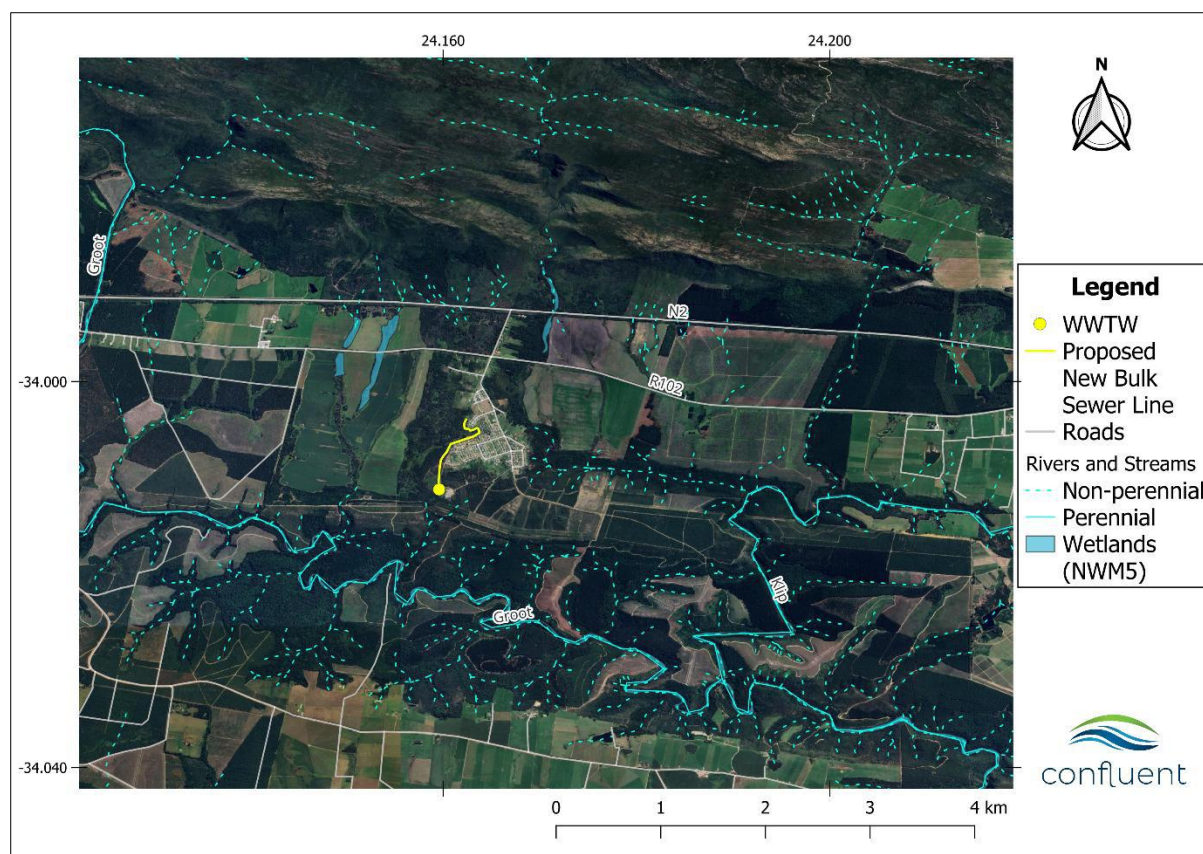 24.160
24.200
N
Groot
N2
-34.000
R102
Klip
Groot
-34.040
Legend
WWTW
Proposed
New Bulk
Sewer Line
Roads
Rivers and Streams
Non-perennial
Perennial
Wetlands
(NWM5)
confluent
0 1 2 3 4 km